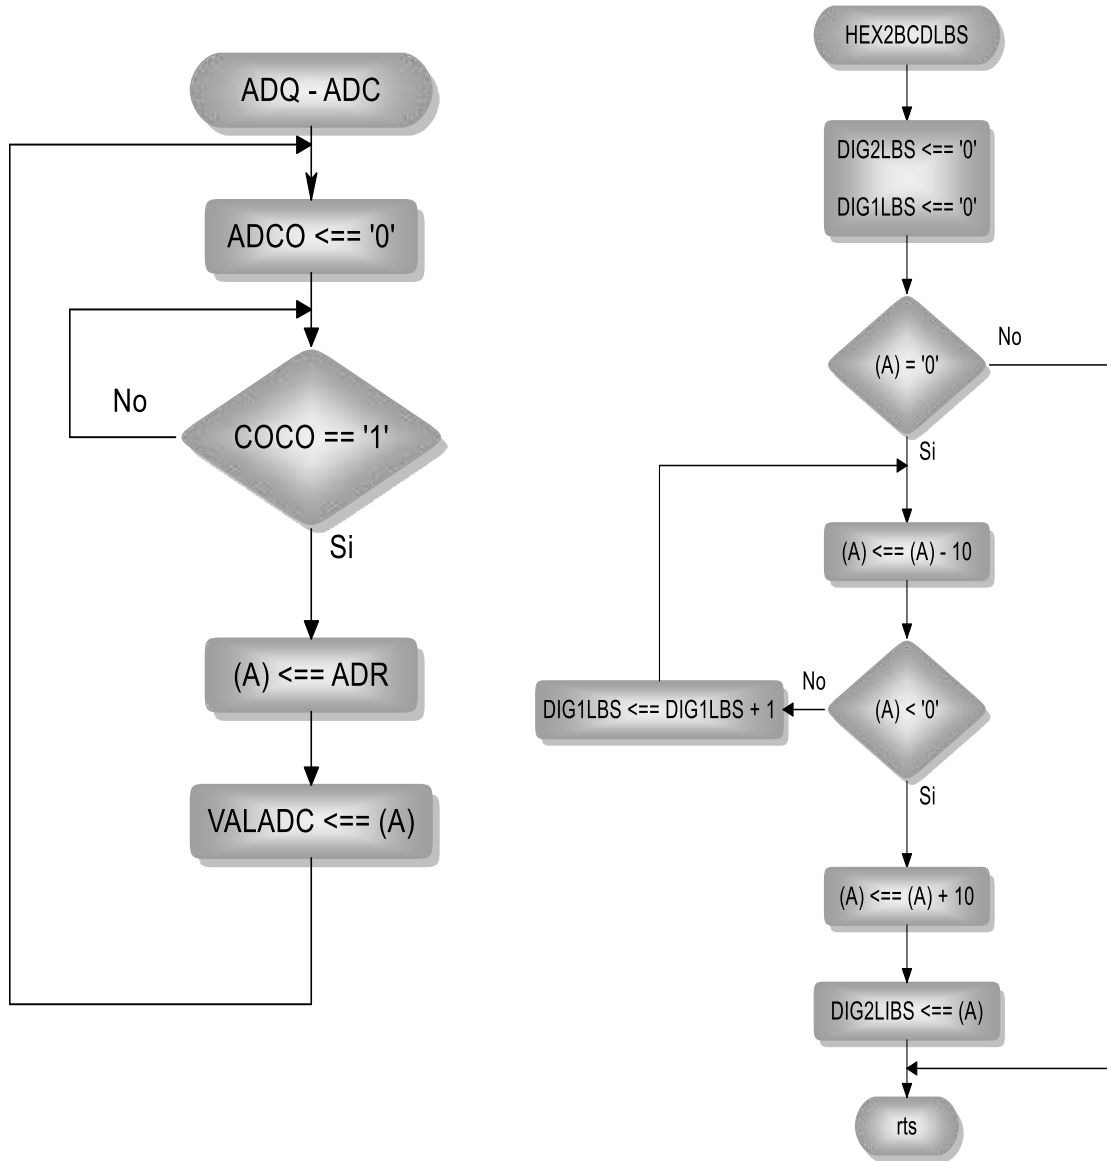 ADQ - ADC
ADCO <== '0'
COCO == '1'
No
Si
(A) <== ADR
VALADC <== (A)
HEX2BCDLBS
DIG2LBS <== '0'
DIG1LBS <== '0'
(A) = '0'
No
Si
(A) <== (A) - 10
(A) < '0'
No
DIG1LBS <== DIG1LBS + 1
Si
(A) <== (A) + 10
DIG2LIBS <== (A)
rts